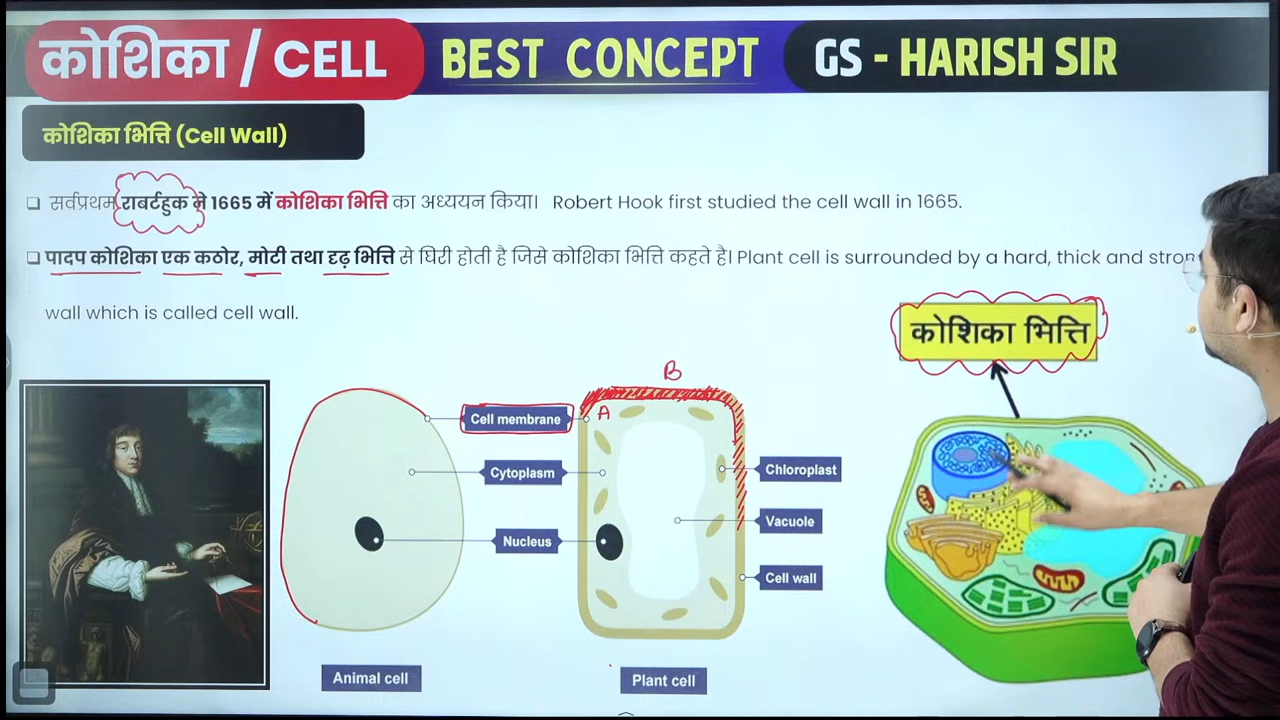 कोशिका / CELL BEST CONCEPT GS - HARISH SIR
कोशिका भित्ति (Cell Wall)
❑ सर्वप्रथम राबर्टहुक ने 1665 में कोशिका भित्ति का अध्ययन किया। Robert Hook first studied the cell wall in 1665.
❑ पादप कोशिका एक कठोर, मोटी तथा दृढ़ भित्ति से घिरी होती है जिसे कोशिका भित्ति कहते है। Plant cell is surrounded by a hard, thick and stron
wall which is called cell wall.
कोशिका भित्ति
B
A
Cell membrane
Cytoplasm
Chloroplast
Vacuole
Nucleus
Cell wall
Animal cell
Plant cell